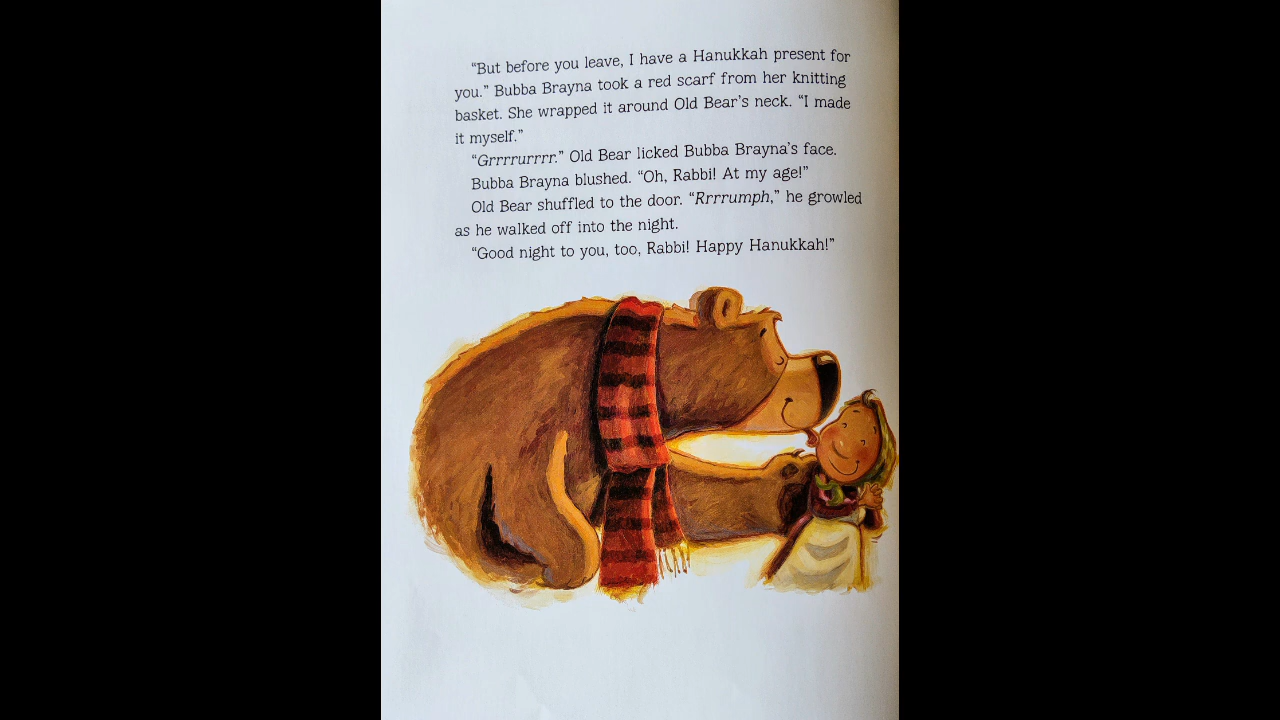 “But before you leave, I have a Hanukkah present for
you.” Bubba Brayna took a red scarf from her knitting
basket. She wrapped it around Old Bear’s neck. “I made
it myself.”
“Grrrrurrrr.” Old Bear licked Bubba Brayna’s face.
Bubba Brayna blushed. “Oh, Rabbi! At my age!”
Old Bear shuffled to the door. “Rrrrumph,” he growled
as he walked off into the night.
“Good night to you, too, Rabbi! Happy Hanukkah!”